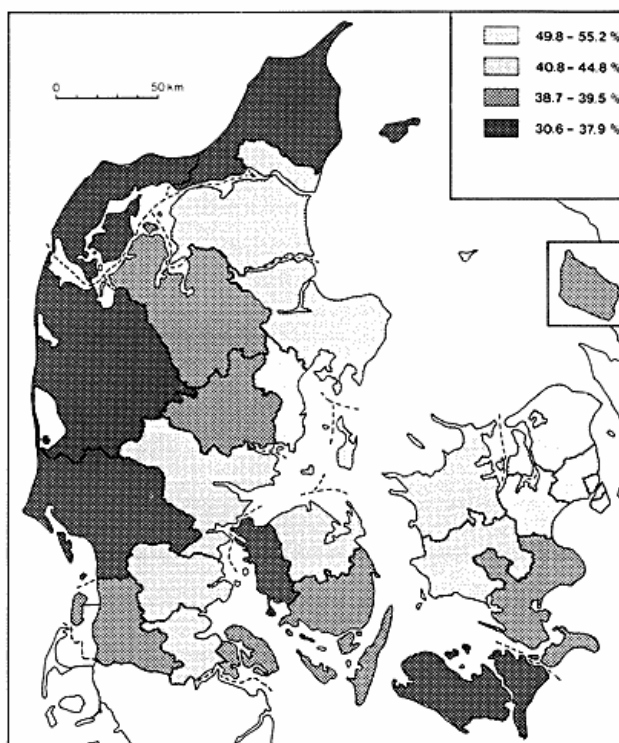 49.8 – 55.2 %
40.8 – 44.8 %
38.7 – 39.5 %
30.6 – 37.9 %
0 50 km